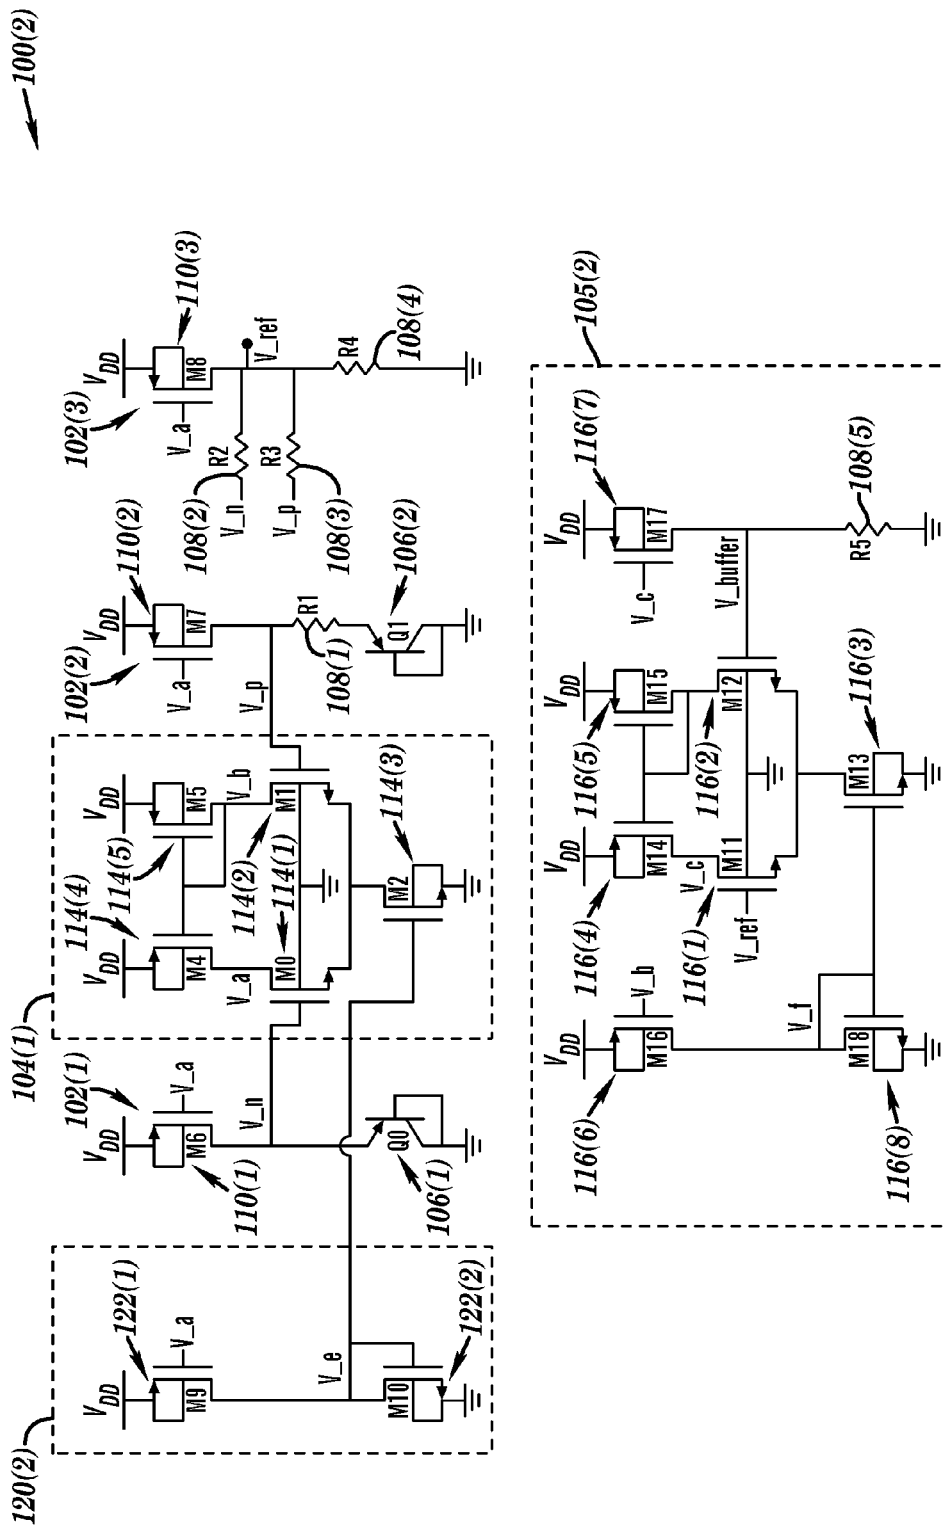 100(2)
120(2)
V_DD
122(1)
M9
V_a
V_e
M10
122(2)
102(1)
V_DD
M6
V_a
110(1)
V_n
Q0
106(1)
104(1)
114(4)
V_DD
M4
V_a
M0
114(1)
114(5)
V_DD
M5
V_b
M1
114(2)
M2
114(3)
102(2)
V_DD
110(2)
V_a
M7
V_p
R1
108(1)
Q1
106(2)
102(3)
V_DD
110(3)
V_a
M8
V_ref
108(2)
R2
V_n
R3
V_p
108(3)
R4
108(4)
105(2)
V_DD
116(6)
M16
V_b
V_f
M18
116(8)
V_DD
116(4)
M14
V_c
M11
116(1)
V_ref
V_DD
116(5)
M15
M12
116(2)
M13
116(3)
V_DD
116(7)
M17
V_c
V_buffer
R5
108(5)